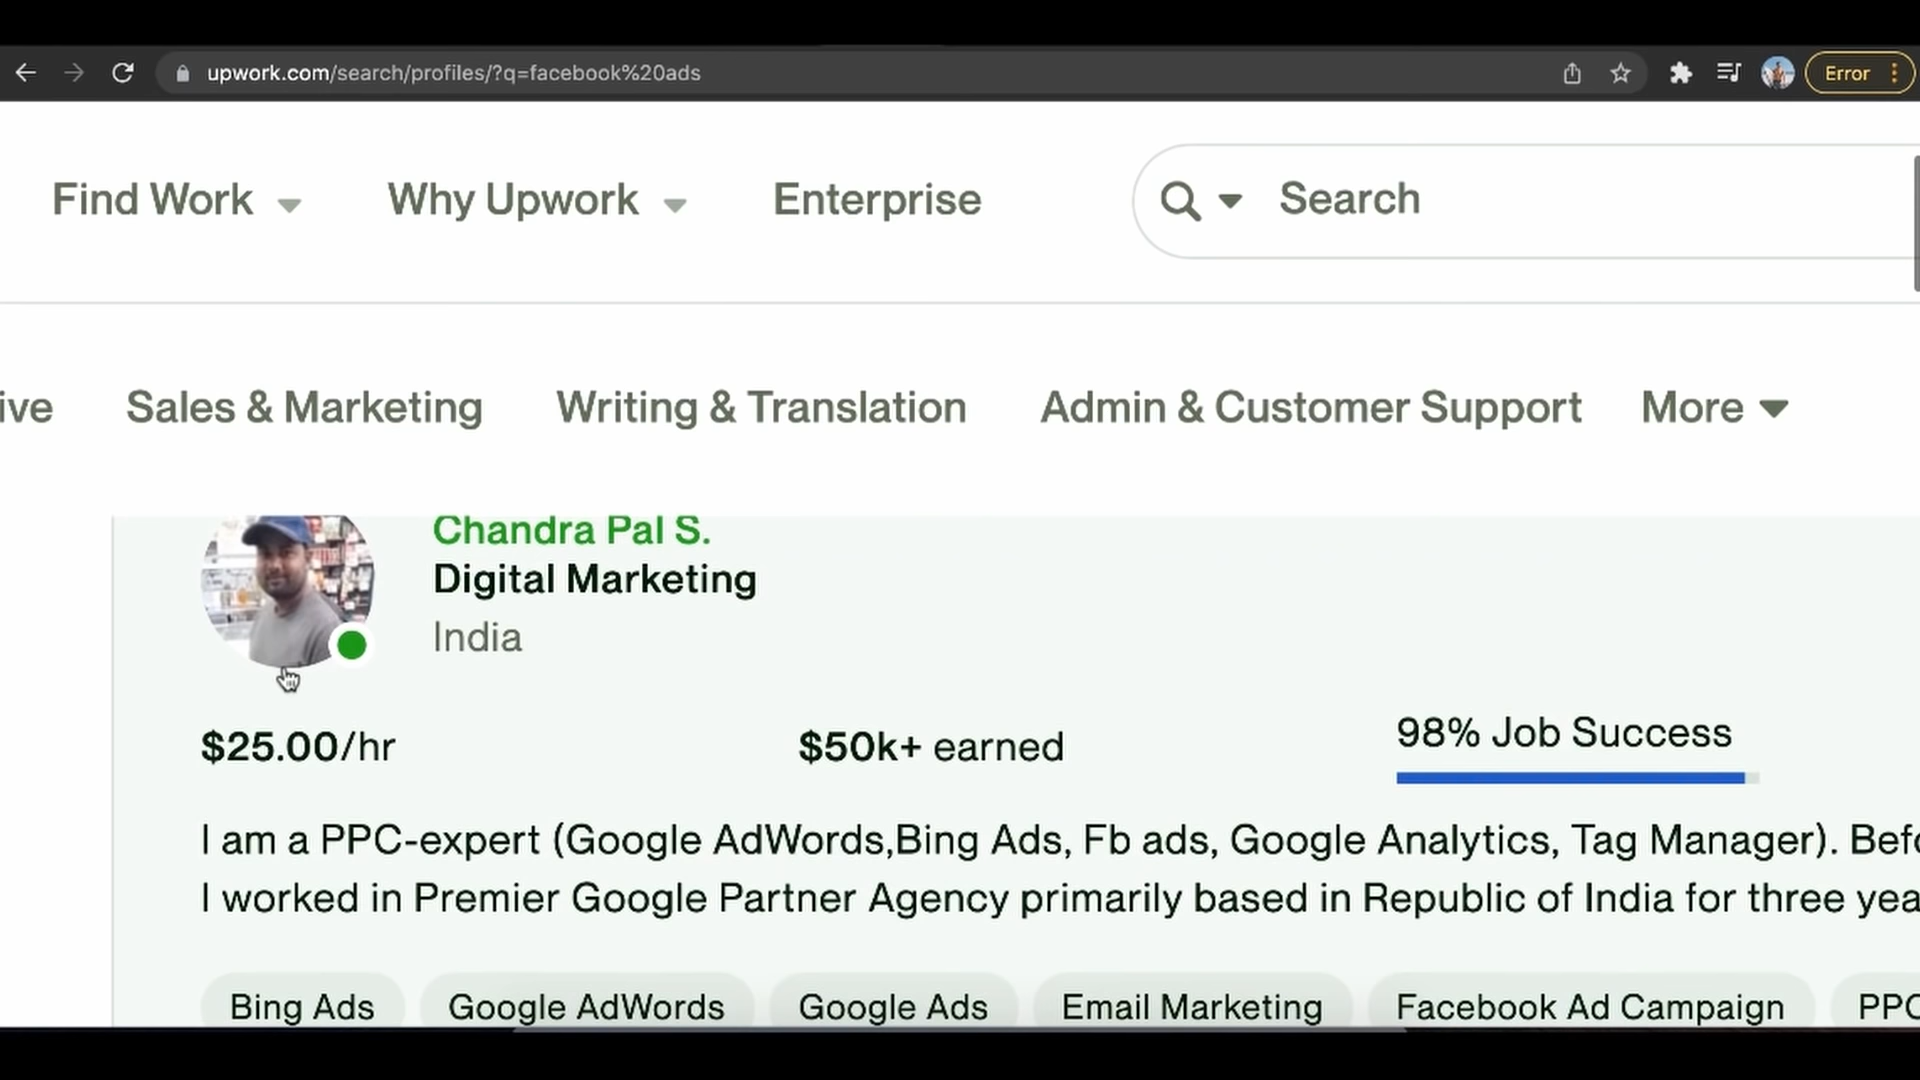 upwork.com/search/profiles/?q=facebook%20ads
Error
Find Work
Why Upwork
Enterprise
Search
ive
Sales & Marketing
Writing & Translation
Admin & Customer Support
More
Chandra Pal S.
Digital Marketing
India
$25.00/hr
$50k+ earned
98% Job Success
I am a PPC-expert (Google AdWords,Bing Ads, Fb ads, Google Analytics, Tag Manager). Befo
I worked in Premier Google Partner Agency primarily based in Republic of India for three yea
Bing Ads
Google AdWords
Google Ads
Email Marketing
Facebook Ad Campaign
PPC